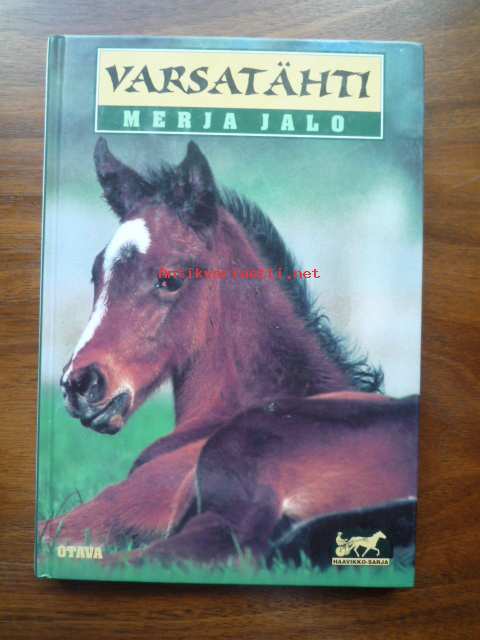 VARSATÄHTI
MERJA JALO
Antikvariaatti.net
OTAVA
HAAVIKKO-SARJA